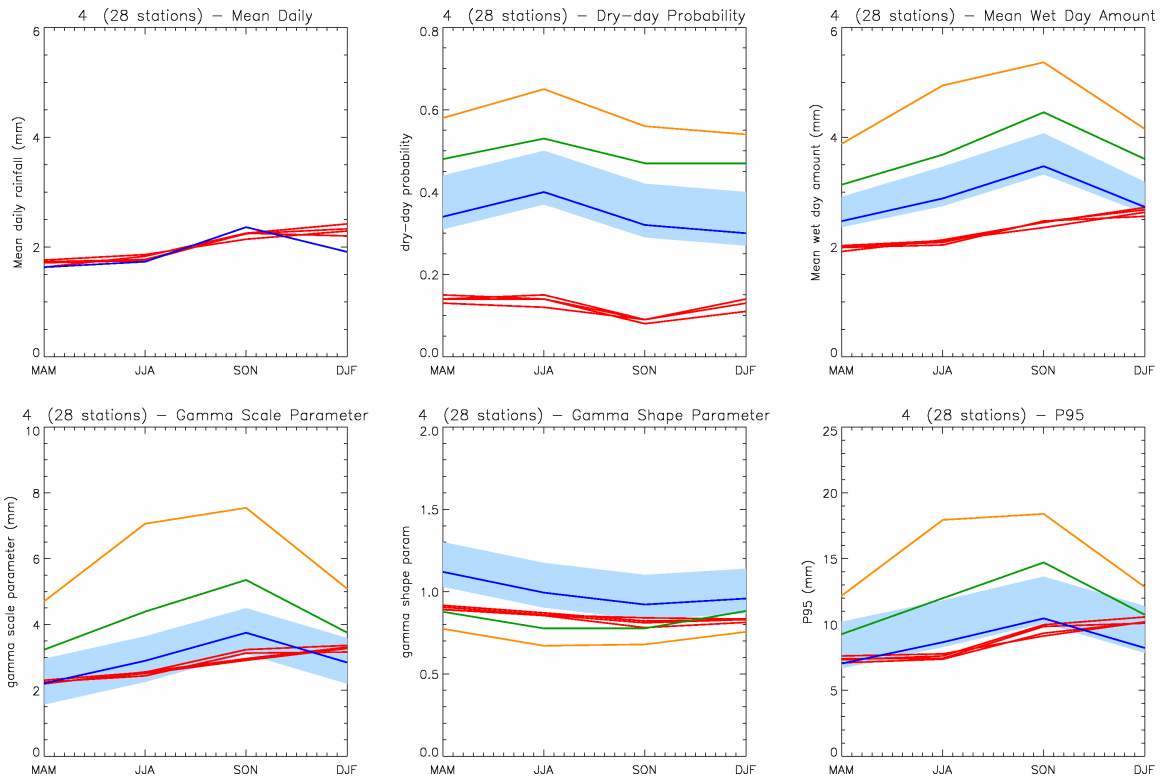 4 (28 stations) – Mean Daily
6
4
2
0
Mean daily rainfall (mm)
MAM JJA SON DJF
4 (28 stations) – Dry–day Probability
0.8
0.6
0.4
0.2
0.0
dry–day probability
MAM JJA SON DJF
4 (28 stations) – Mean Wet Day Amount
6
4
2
0
Mean wet day amount (mm)
MAM JJA SON DJF
4 (28 stations) – Gamma Scale Parameter
10
8
6
4
2
0
gamma scale parameter (mm)
MAM JJA SON DJF
4 (28 stations) – Gamma Shape Parameter
2.0
1.5
1.0
0.5
0.0
gamma shape param
MAM JJA SON DJF
4 (28 stations) – P95
25
20
15
10
5
0
P95 (mm)
MAM JJA SON DJF